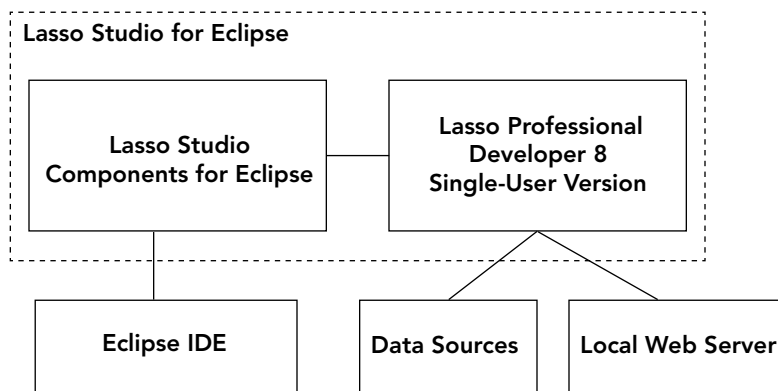 Lasso Studio for Eclipse
Lasso Studio
Components for Eclipse
Lasso Professional
Developer 8
Single-User Version
Eclipse IDE
Data Sources
Local Web Server